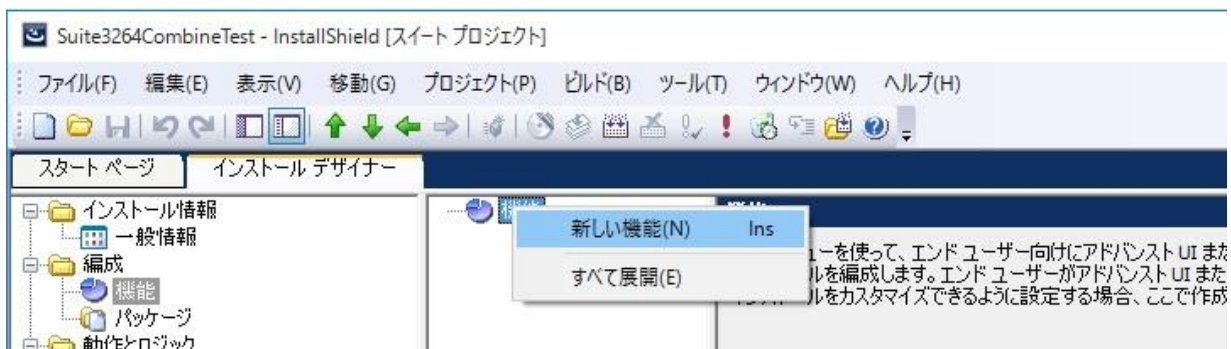 Suite3264CombineTest - InstallShield [スイート プロジェクト]
ファイル(F) 編集(E) 表示(V) 移動(G) プロジェクト(P) ビルド(B) ツール(T) ウィンドウ(W) ヘルプ(H)
スタート ページ インストール デザイナー
インストール情報
一般情報
編成
機能
パッケージ
動作とロジック
機能
新しい機能(N) Ins
すべて展開(E)
ューを使って、エンド ユーザー向けにアドバンスト UI また
ルを編成します。エンド ユーザーがアドバンスト UI また
ルをカスタマイズできるように設定する場合、ここで作成